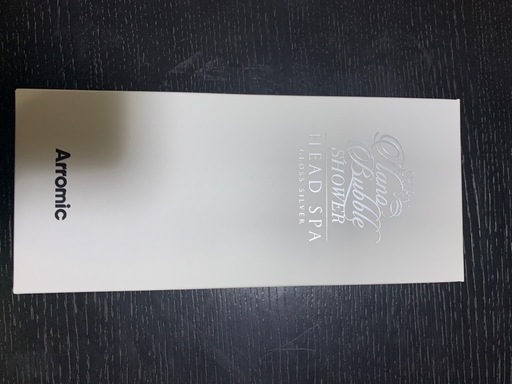 Nano
Bubble
SHOWER
HEAD SPA
GLOSS SILVER
Arromic